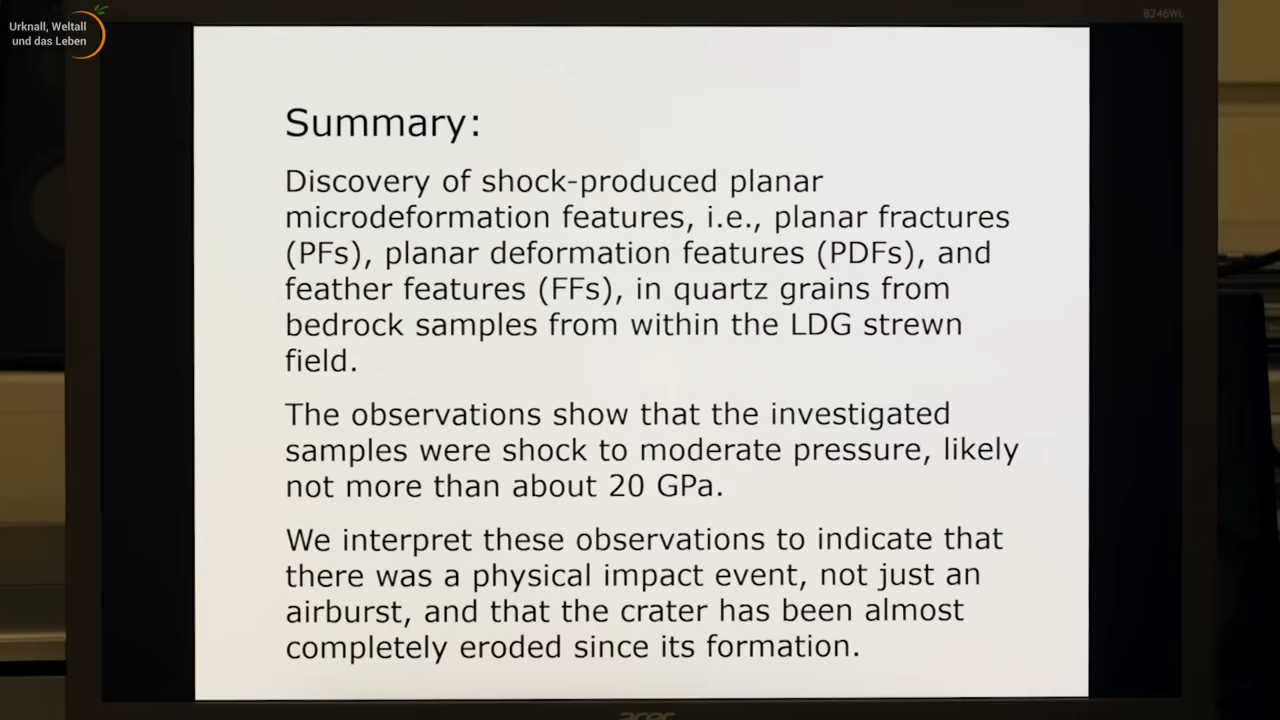 Urknall, Weltall
und das Leben
B246WL
Summary:
Discovery of shock-produced planar
microdeformation features, i.e., planar fractures
(PFs), planar deformation features (PDFs), and
feather features (FFs), in quartz grains from
bedrock samples from within the LDG strewn
field.
The observations show that the investigated
samples were shock to moderate pressure, likely
not more than about 20 GPa.
We interpret these observations to indicate that
there was a physical impact event, not just an
airburst, and that the crater has been almost
completely eroded since its formation.
acer